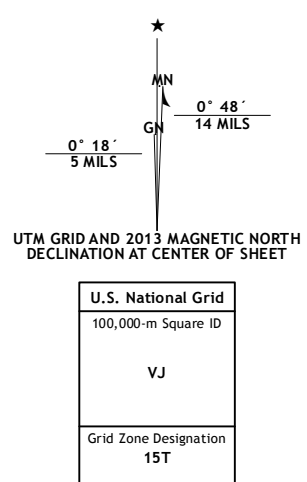 ★
MN
0° 48´
14 MILS
GN
0° 18´
5 MILS
UTM GRID AND 2013 MAGNETIC NORTH
DECLINATION AT CENTER OF SHEET
U.S. National Grid
100,000-m Square ID
VJ
Grid Zone Designation
15T